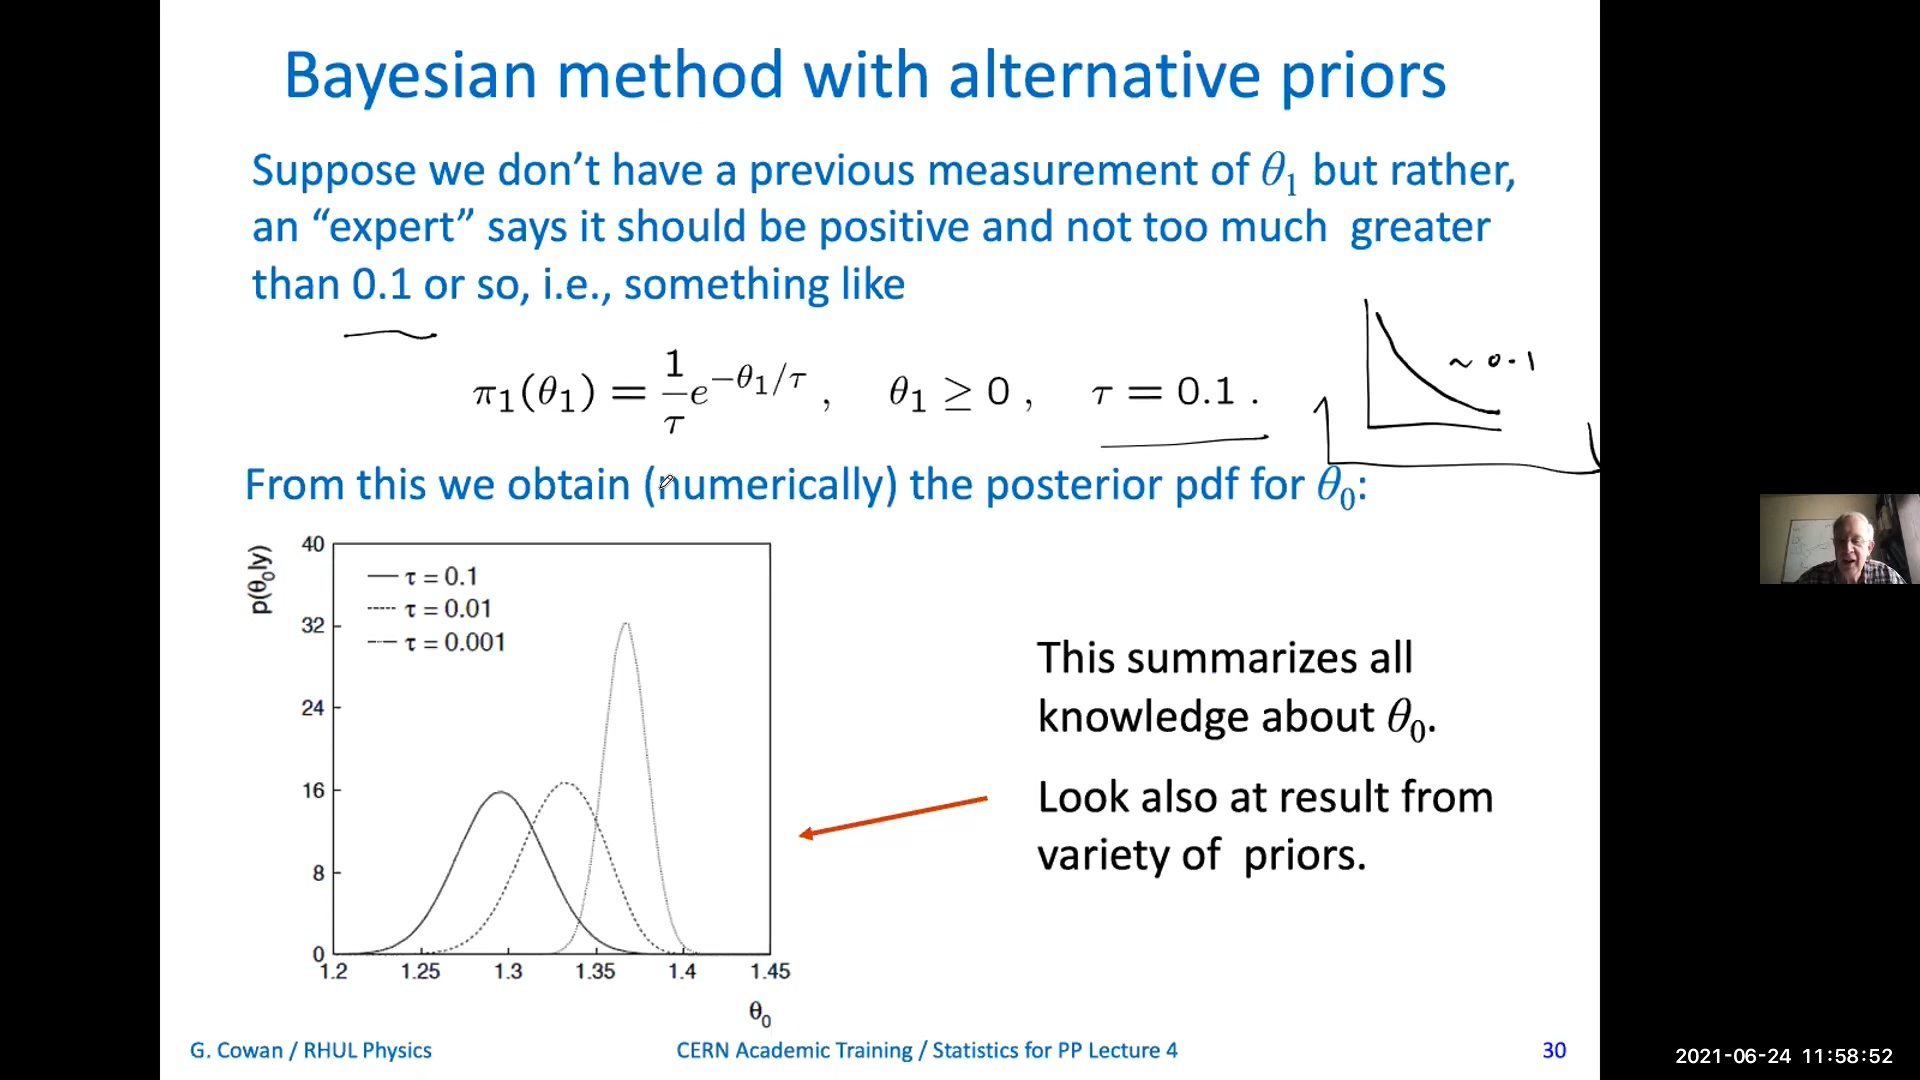 Bayesian method with alternative priors
Suppose we don’t have a previous measurement of θ₁ but rather,
an “expert” says it should be positive and not too much  greater
than 0.1 or so, i.e., something like
π₁(θ₁) = 1/τ e^(−θ₁/τ) ,   θ₁ ≥ 0 ,   τ = 0.1 .
~ 0.1
From this we obtain (numerically) the posterior pdf for θ₀:
p(θ₀|y)
40
32
24
16
8
0
τ = 0.1
τ = 0.01
τ = 0.001
1.2 1.25 1.3 1.35 1.4 1.45
θ₀
This summarizes all
knowledge about θ₀.
Look also at result from
variety of  priors.
G. Cowan / RHUL Physics
CERN Academic Training / Statistics for PP Lecture 4
30
2021-06-24 11:58:52